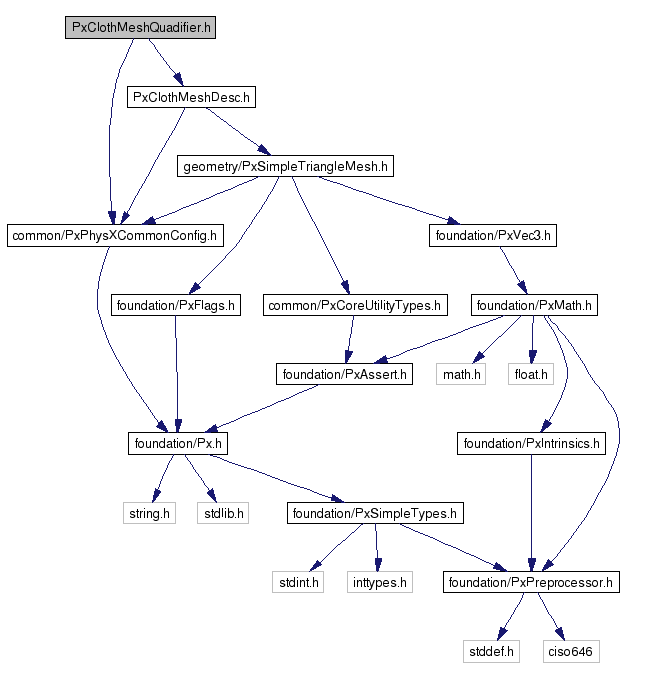 PxClothMeshQuadifier.h
PxClothMeshDesc.h
geometry/PxSimpleTriangleMesh.h
common/PxPhysXCommonConfig.h
foundation/PxVec3.h
foundation/PxFlags.h
common/PxCoreUtilityTypes.h
foundation/PxMath.h
foundation/PxAssert.h
math.h
float.h
foundation/Px.h
foundation/PxIntrinsics.h
string.h
stdlib.h
foundation/PxSimpleTypes.h
stdint.h
inttypes.h
foundation/PxPreprocessor.h
stddef.h
ciso646